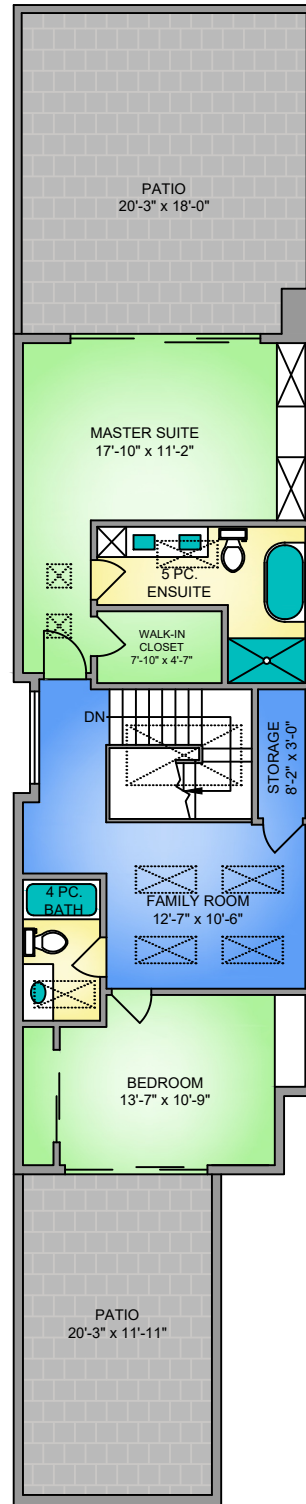 PATIO
20'-3" x 18'-0"
MASTER SUITE
17'-10" x 11'-2"
5 PC.
ENSUITE
WALK-IN
CLOSET
7'-10" x 4'-7"
DN
STORAGE
8'-2" x 3'-0"
4 PC.
BATH
FAMILY ROOM
12'-7" x 10'-6"
BEDROOM
13'-7" x 10'-9"
PATIO
20'-3" x 11'-11"